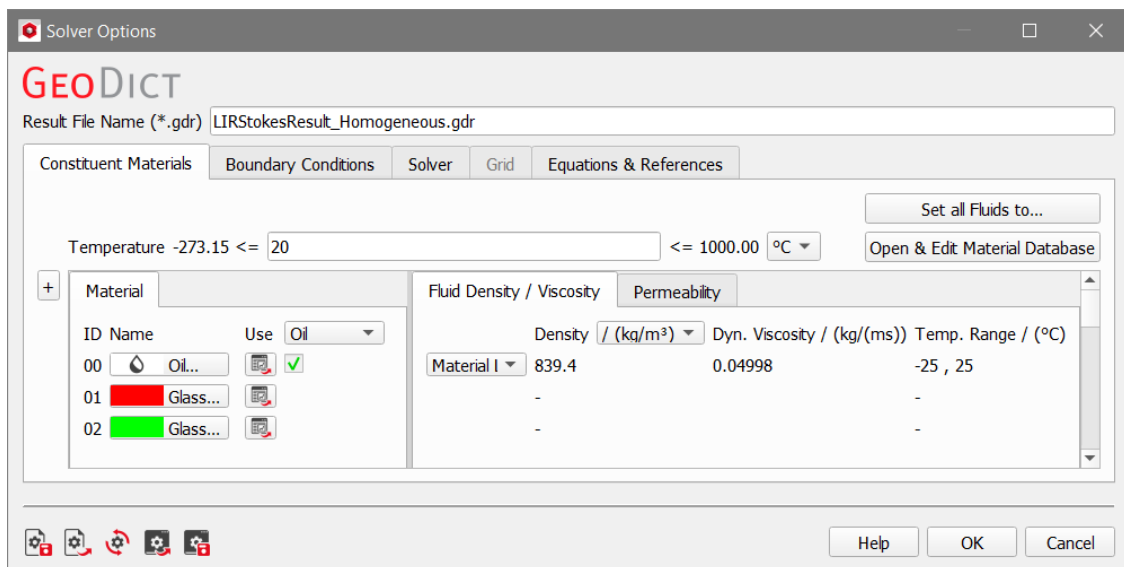 Solver Options
GEODICT
Result File Name (*.gdr) LIRStokesResult_Homogeneous.gdr
Constituent Materials Boundary Conditions Solver Grid Equations & References
Set all Fluids to...
Temperature -273.15 <= 20 <= 1000.00 ºC Open & Edit Material Database
+ Material Fluid Density / Viscosity Permeability
ID Name Use Oil Density / (kg/m³) Dyn. Viscosity / (kg/(ms)) Temp. Range / (ºC)
00 Oil... Material I 839.4 0.04998 -25 , 25
01 Glass... - -
02 Glass... - -
Help OK Cancel